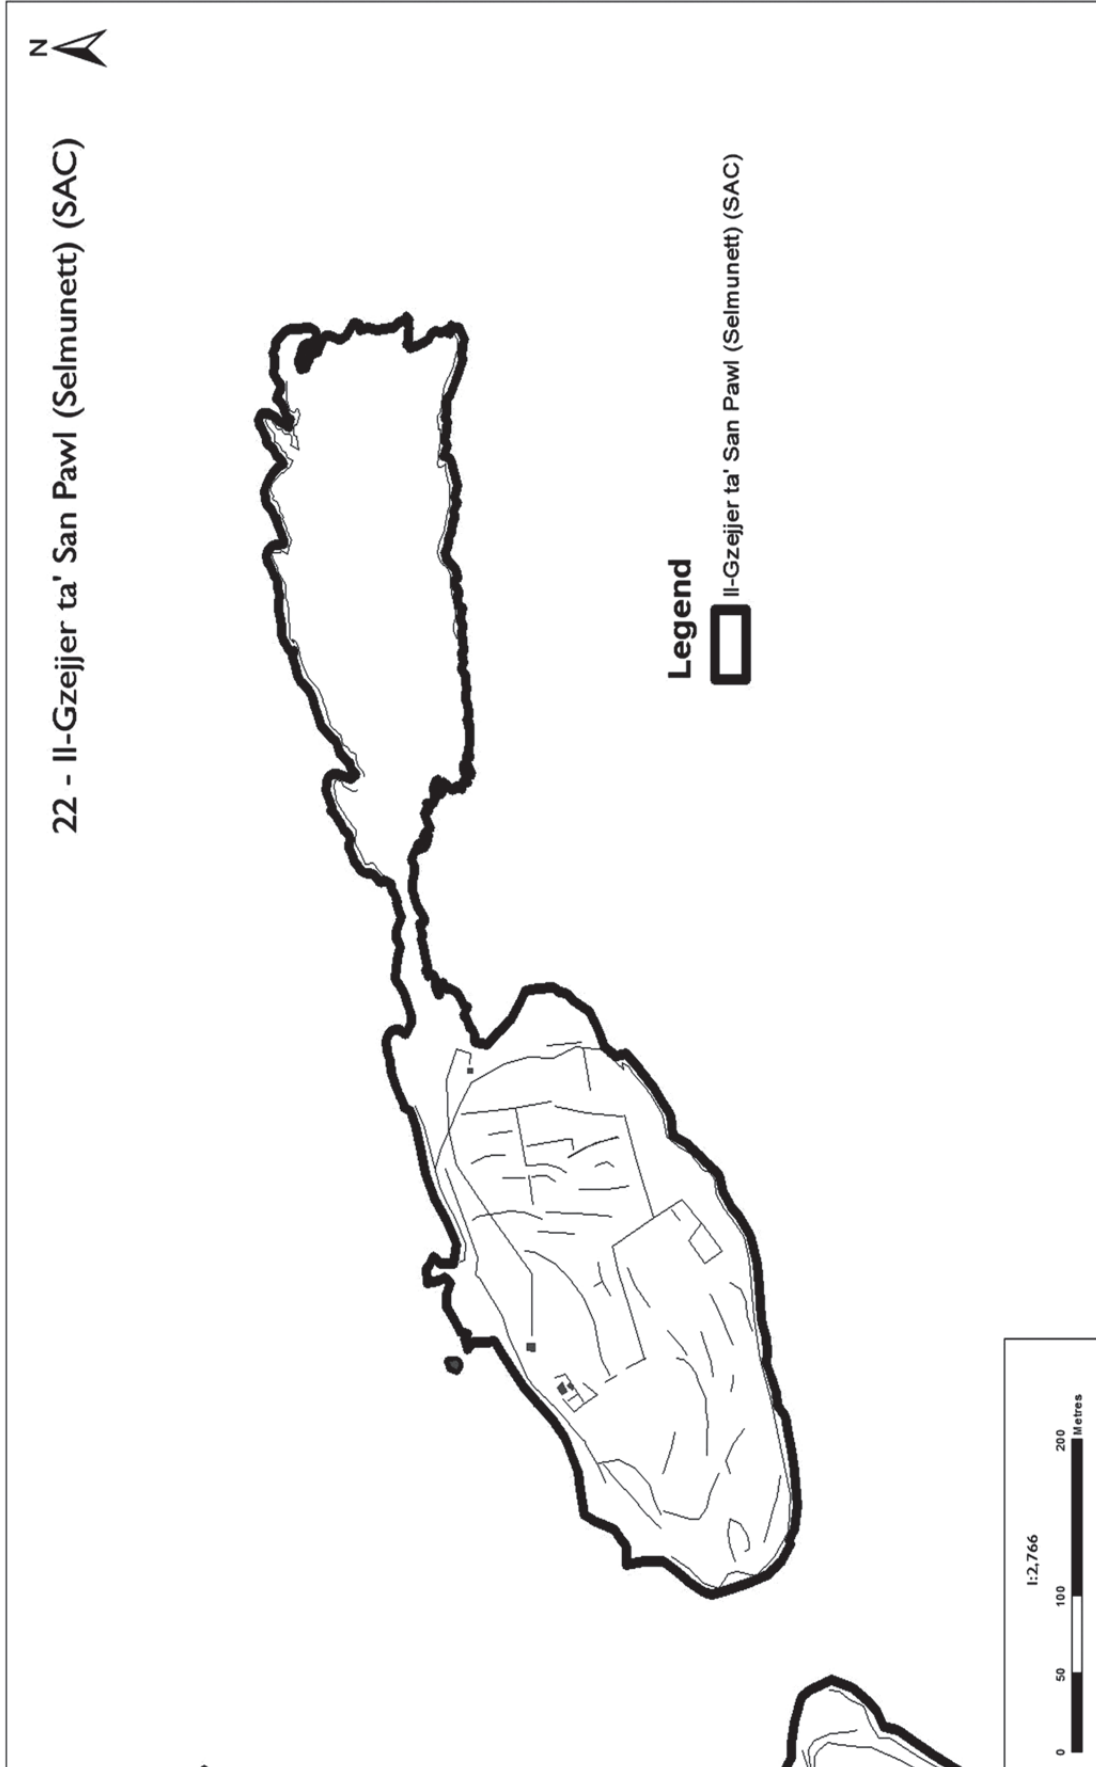 22 - Il-Gzejjer ta' San Pawl (Selmunett) (SAC)
N
Legend
Il-Gzejjer ta' San Pawl (Selmunett) (SAC)
1:2,766
0 50 100 200
Metres